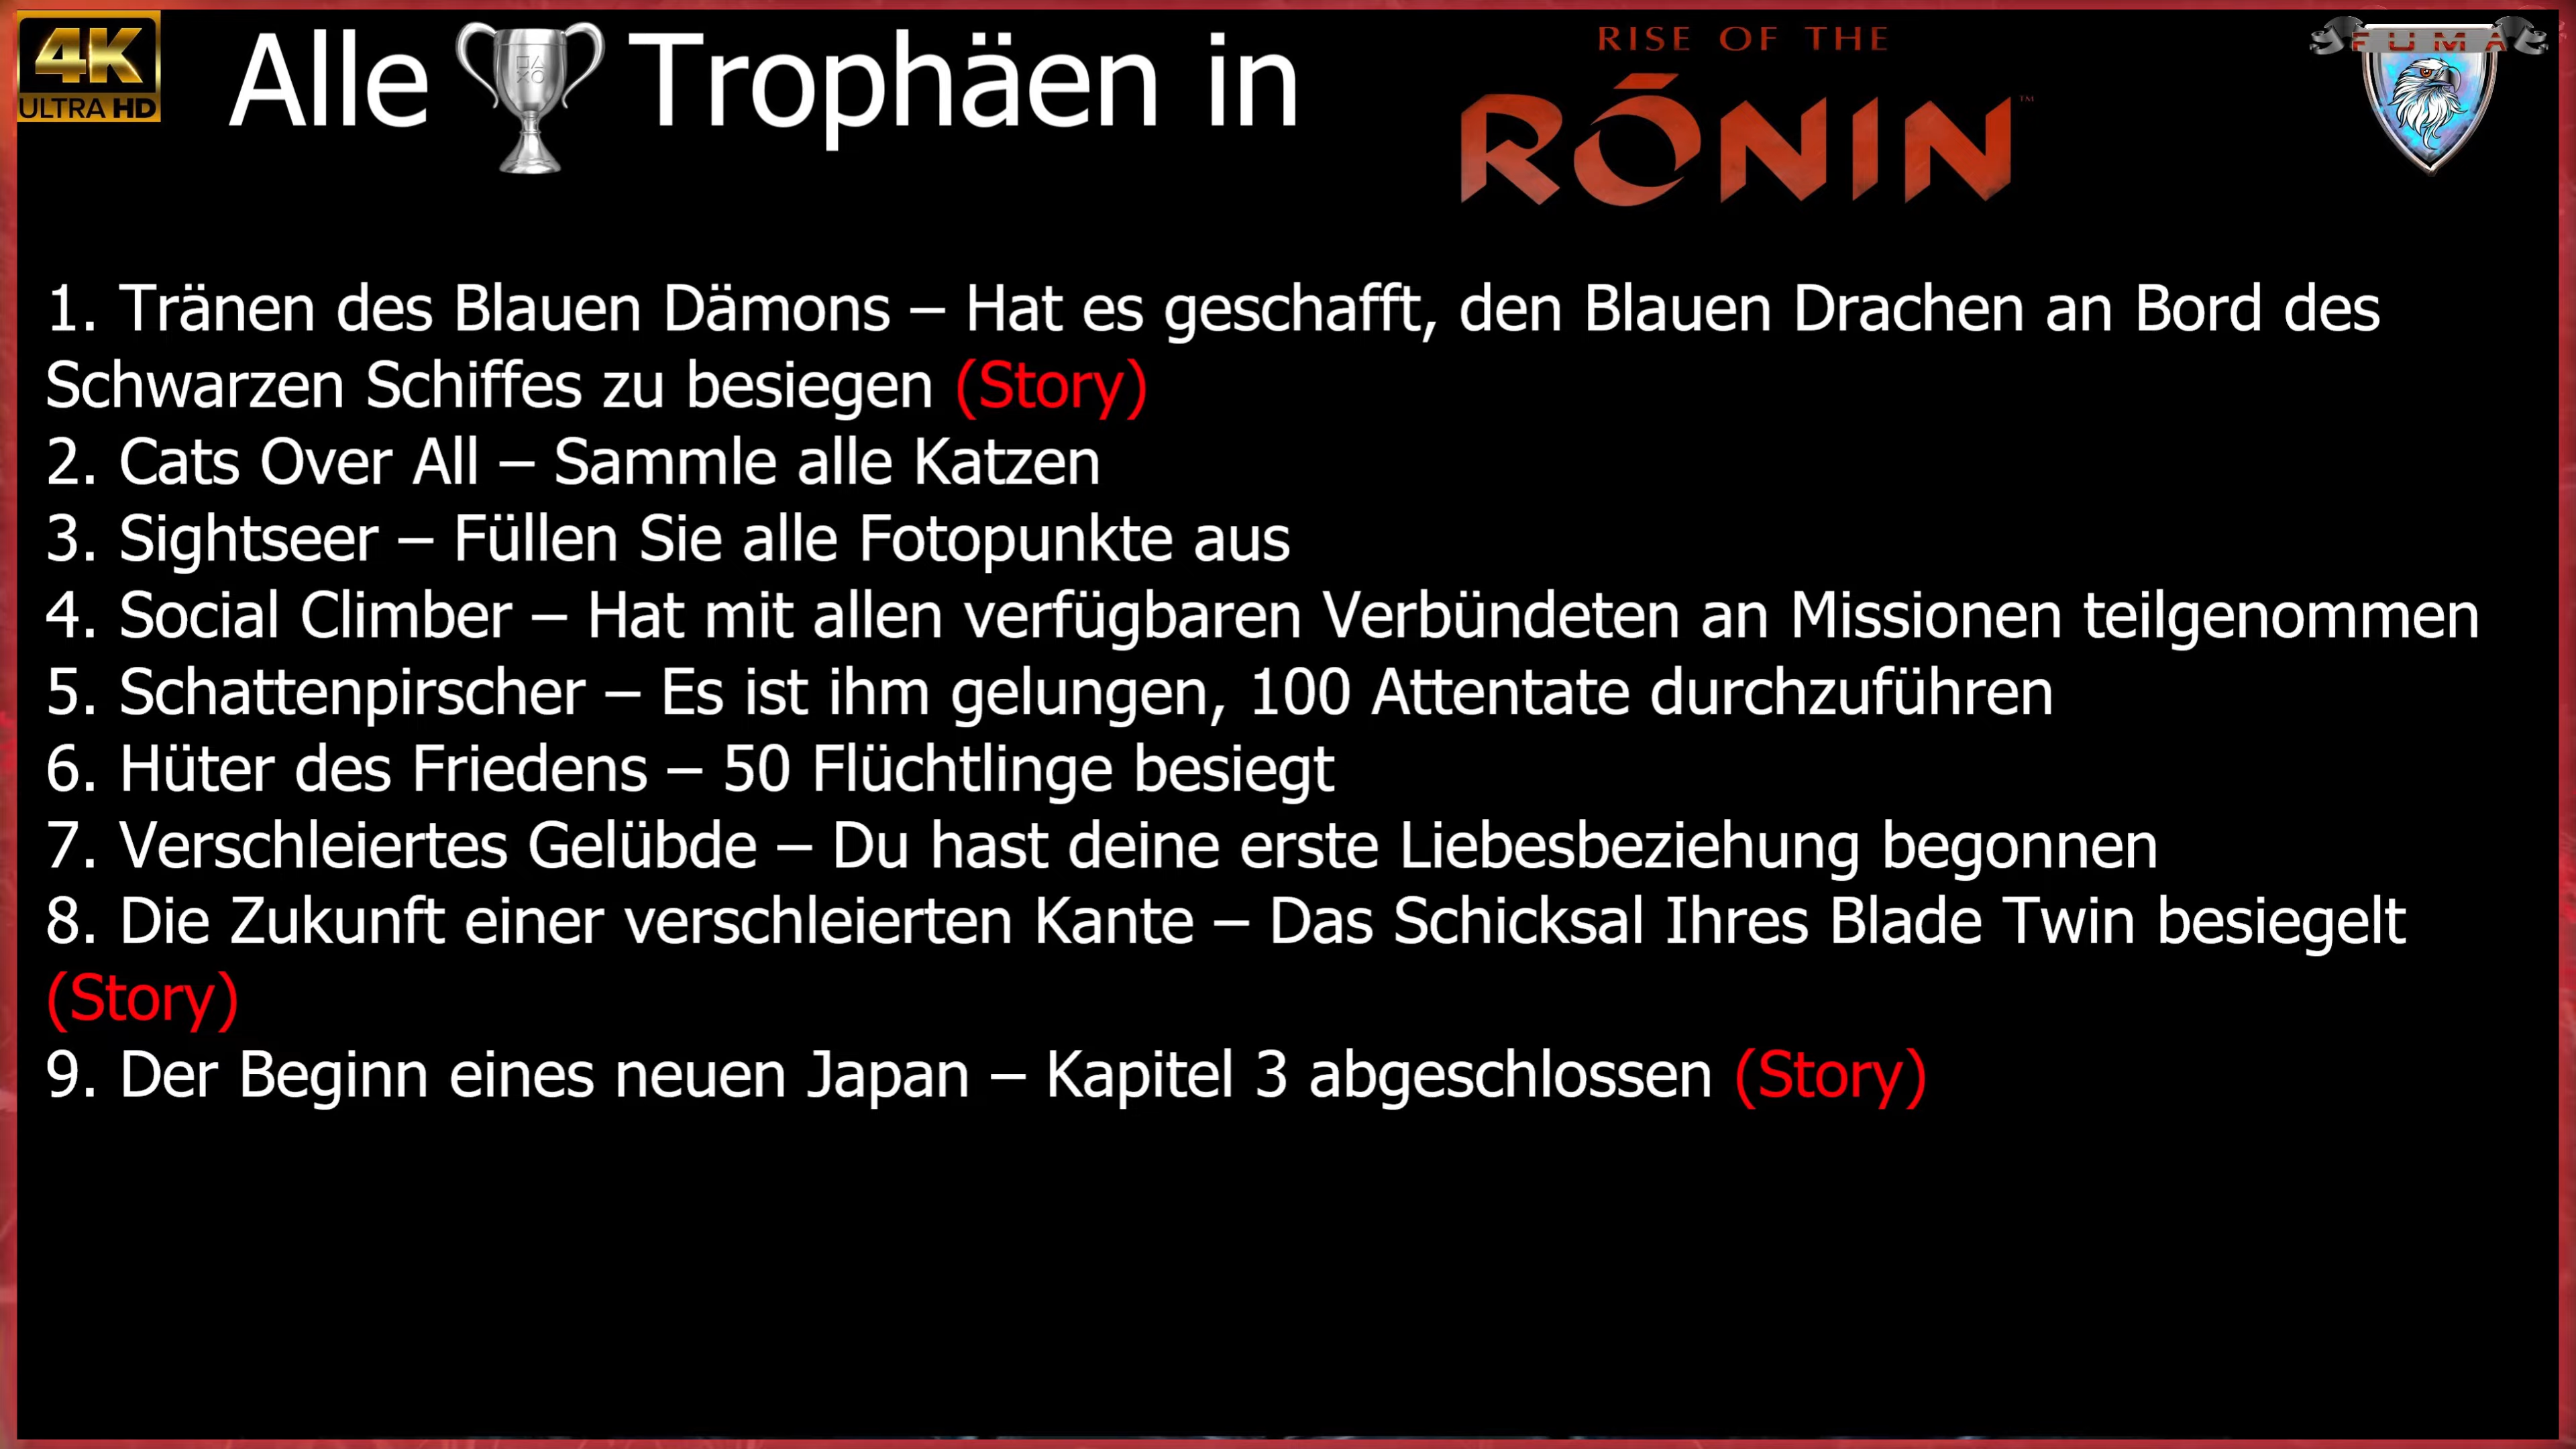 4K
ULTRA HD
Alle Trophäen in
RISE OF THE
RŌNIN™
FUMA
1. Tränen des Blauen Dämons – Hat es geschafft, den Blauen Drachen an Bord des
Schwarzen Schiffes zu besiegen (Story)
2. Cats Over All – Sammle alle Katzen
3. Sightseer – Füllen Sie alle Fotopunkte aus
4. Social Climber – Hat mit allen verfügbaren Verbündeten an Missionen teilgenommen
5. Schattenpirscher – Es ist ihm gelungen, 100 Attentate durchzuführen
6. Hüter des Friedens – 50 Flüchtlinge besiegt
7. Verschleiertes Gelübde – Du hast deine erste Liebesbeziehung begonnen
8. Die Zukunft einer verschleierten Kante – Das Schicksal Ihres Blade Twin besiegelt
(Story)
9. Der Beginn eines neuen Japan – Kapitel 3 abgeschlossen (Story)